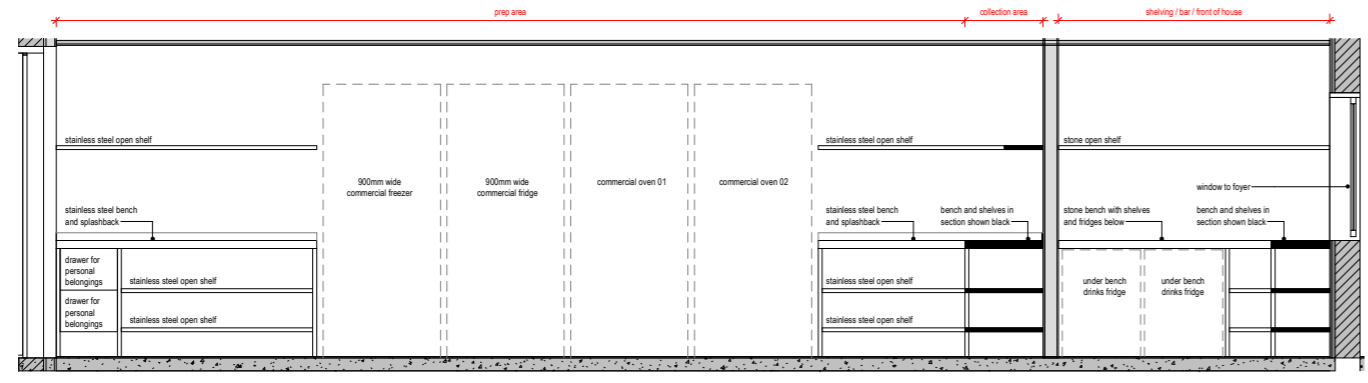 prep area
collection area
shelving / bar / front of house
stainless steel open shelf
stainless steel open shelf
stone open shelf
900mm wide
commercial freezer
900mm wide
commercial fridge
commercial oven 01
commercial oven 02
window to foyer
stainless steel bench
and splashback
stainless steel bench
and splashback
bench and shelves in
section shown black
stone bench with shelves
and fridges below
bench and shelves in
section shown black
drawer for
personal
belongings
stainless steel open shelf
stainless steel open shelf
under bench
drinks fridge
under bench
drinks fridge
drawer for
personal
belongings
stainless steel open shelf
stainless steel open shelf